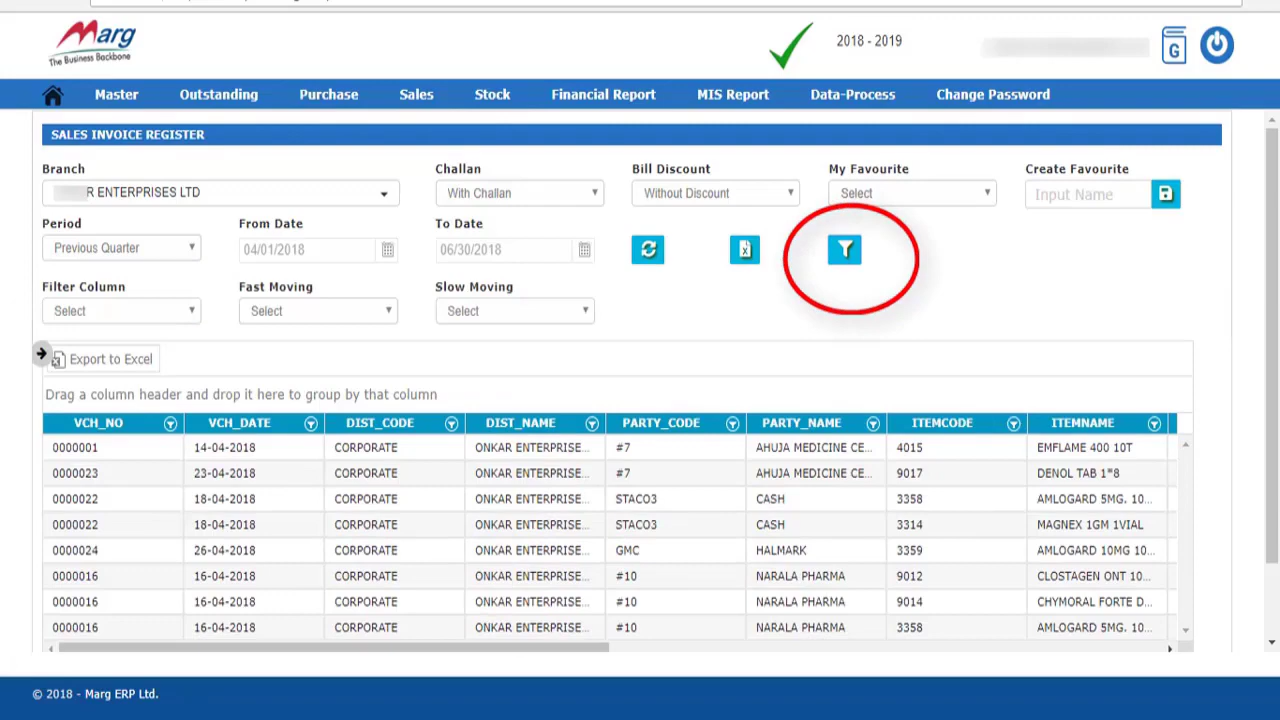 Marg
The Business Backbone
2018 - 2019
G
Master Outstanding Purchase Sales Stock Financial Report MIS Report Data-Process Change Password
SALES INVOICE REGISTER
Branch Challan Bill Discount My Favourite Create Favourite
R ENTERPRISES LTD With Challan Without Discount Select Input Name
Period From Date To Date
Previous Quarter 04/01/2018 06/30/2018
Filter Column Fast Moving Slow Moving
Select Select Select
Export to Excel
Drag a column header and drop it here to group by that column
VCH_NO VCH_DATE DIST_CODE DIST_NAME PARTY_CODE PARTY_NAME ITEMCODE ITEMNAME
0000001 14-04-2018 CORPORATE ONKAR ENTERPRISE... #7 AHUJA MEDICINE CE... 4015 EMFLAME 400 10T
0000023 23-04-2018 CORPORATE ONKAR ENTERPRISE... #7 AHUJA MEDICINE CE... 9017 DENOL TAB 1*8
0000022 18-04-2018 CORPORATE ONKAR ENTERPRISE... STACO3 CASH 3358 AMLOGARD 5MG. 10...
0000022 18-04-2018 CORPORATE ONKAR ENTERPRISE... STACO3 CASH 3314 MAGNEX 1GM 1VIAL
0000024 26-04-2018 CORPORATE ONKAR ENTERPRISE... GMC HALMARK 3359 AMLOGARD 10MG 10...
0000016 16-04-2018 CORPORATE ONKAR ENTERPRISE... #10 NARALA PHARMA 9012 CLOSTAGEN ONT 10...
0000016 16-04-2018 CORPORATE ONKAR ENTERPRISE... #10 NARALA PHARMA 9014 CHYMORAL FORTE D...
0000016 16-04-2018 CORPORATE ONKAR ENTERPRISE... #10 NARALA PHARMA 3358 AMLOGARD 5MG. 10...
© 2018 - Marg ERP Ltd.